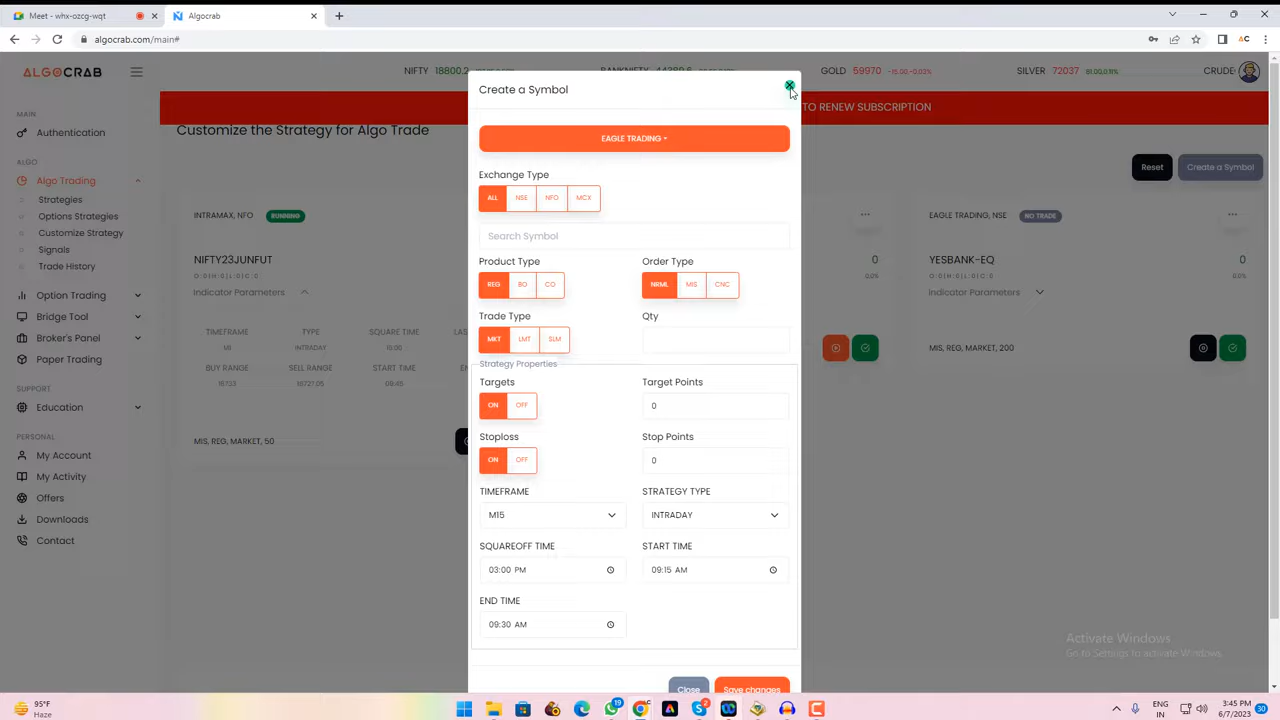 Meet - whx-ozcg-wqt
Algocrab
algocrab.com/main#
ALGOCRAB
NIFTY 18800.2
BANKNIFTY 44389.6
GOLD 59970 -15.00 -0.03%
SILVER 72037 81.00,0.11%
CRUDE
TO RENEW SUBSCRIPTION
Customize the Strategy for Algo Trade
Reset
Create a Symbol
MAIN
Authentication
ALGO
Algo Trading
Strategies
Options Strategies
Customize Strategy
Signals
Trade History
Option Trading
Bridge Tool
Broker's Panel
Paper Trading
SUPPORT
Education
PERSONAL
My Account
My Activity
Offers
Downloads
Contact
INTRAMAX, NFO RUNNING
NIFTY23JUNFUT
O: 0 | H: 0 | L: 0 | C: 0
Indicator Parameters
TIMEFRAME TYPE SQUARE TIME
M1 INTRADAY 15:00
BUY RANGE SELL RANGE START TIME
18727.05 09:45
MIS, REG, MARKET, 50
Create a Symbol
EAGLE TRADING
Exchange Type
ALL NSE NFO MCX
Search Symbol
Product Type Order Type
REG BO CO NRML MIS CNC
Trade Type Qty
MKT LMT SLM
Strategy Properties
Targets Target Points
ON OFF 0
Stoploss Stop Points
ON OFF 0
TIMEFRAME STRATEGY TYPE
M15 INTRADAY
SQUAREOFF TIME START TIME
03:00 PM 09:15 AM
END TIME
09:30 AM
Close Save changes
0
0.0%
EAGLE TRADING, NSE NO TRADE
YESBANK-EQ 0
O: 0 | H: 0 | L: 0 | C: 0 0.0%
Indicator Parameters
MIS, REG, MARKET, 200
Activate Windows
Go to Settings to activate Windows.
95°F
Haze
19
2
ENG
IN
3:45 PM
6/7/2023
30